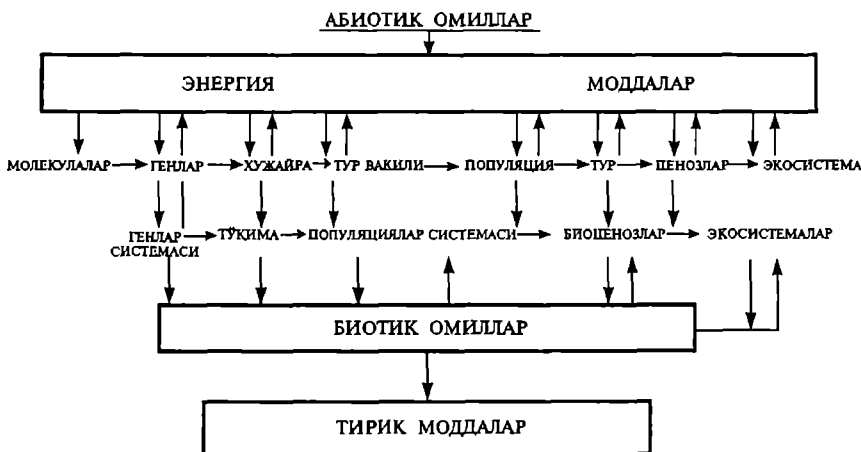 АБИОТИК ОМИЛЛАР
ЭНЕРГИЯ МОДДАЛАР
МОЛЕКУЛАЛАР ГЕНЛАР ХУЖАЙРА ТУР ВАКИЛИ ПОПУЛЯЦИЯ ТУР ЦЕНОЗЛАР ЭКОСИСТЕМА
ГЕНЛАР СИСТЕМАСИ ТЎКИМА ПОПУЛЯЦИЯЛАР СИСТЕМАСИ БИОЦЕНОЗЛАР ЭКОСИСТЕМАЛАР
БИОТИК ОМИЛЛАР
ТИРИК МОДДАЛАР